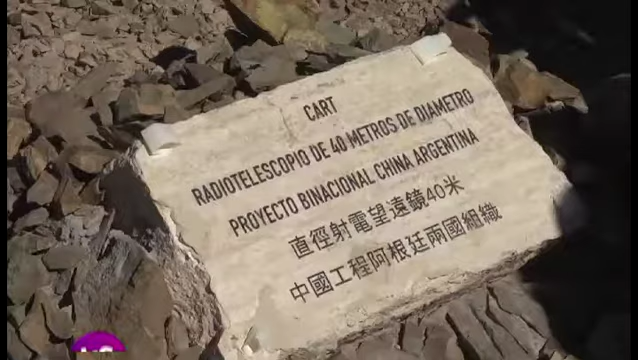 CART
RADIOTELESCOPIO DE 40 METROS DE DIAMETRO
PROYECTO BINACIONAL CHINA ARGENTINA
直徑射電望遠鏡40米
中國工程阿根廷兩國組織